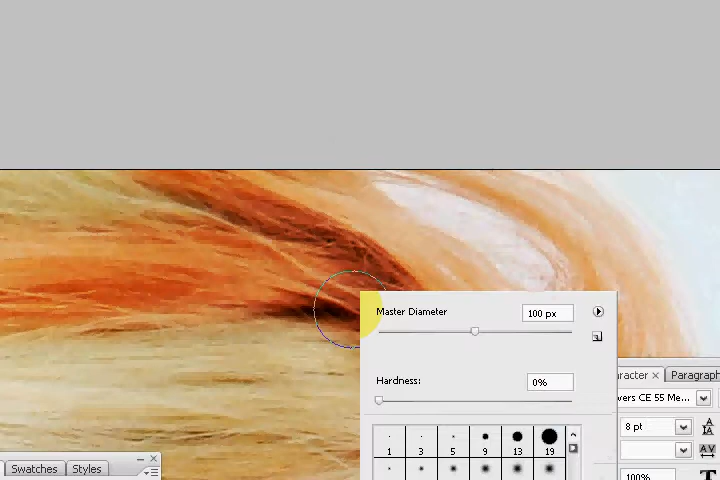 Master Diameter 100 px
Hardness: 0%
1 3 5 9 13 19
aracter × Paragraph
vers CE 55 Me...
8 pt
100%
Swatches Styles